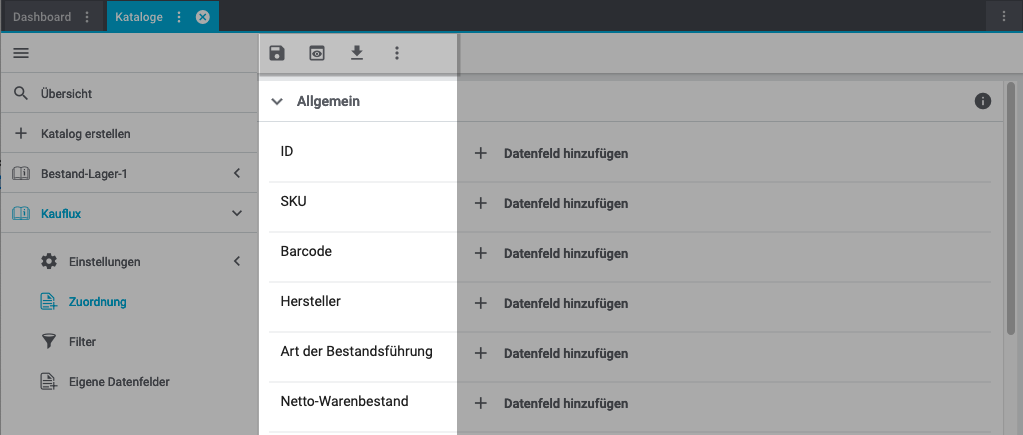 Dashboard
Kataloge
Übersicht
Katalog erstellen
Bestand-Lager-1
Kauflux
Einstellungen
Zuordnung
Filter
Eigene Datenfelder
Allgemein
ID
Datenfeld hinzufügen
SKU
Datenfeld hinzufügen
Barcode
Datenfeld hinzufügen
Hersteller
Datenfeld hinzufügen
Art der Bestandsführung
Datenfeld hinzufügen
Netto-Warenbestand
Datenfeld hinzufügen